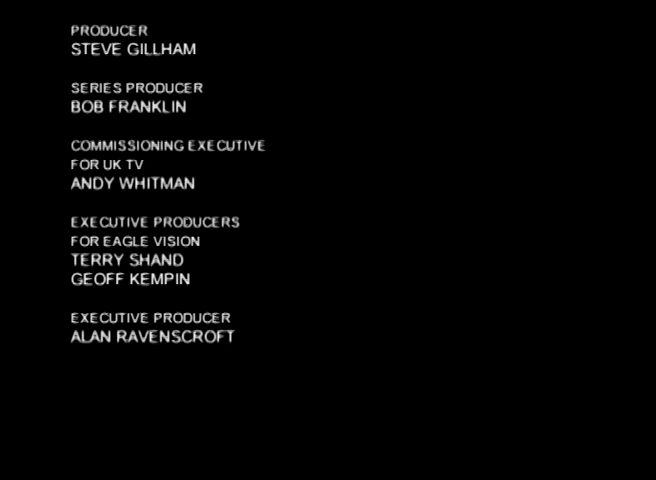 PRODUCER
STEVE GILLHAM
SERIES PRODUCER
BOB FRANKLIN
COMMISSIONING EXECUTIVE
FOR UK TV
ANDY WHITMAN
EXECUTIVE PRODUCERS
FOR EAGLE VISION
TERRY SHAND
GEOFF KEMPIN
EXECUTIVE PRODUCER
ALAN RAVENSCROFT